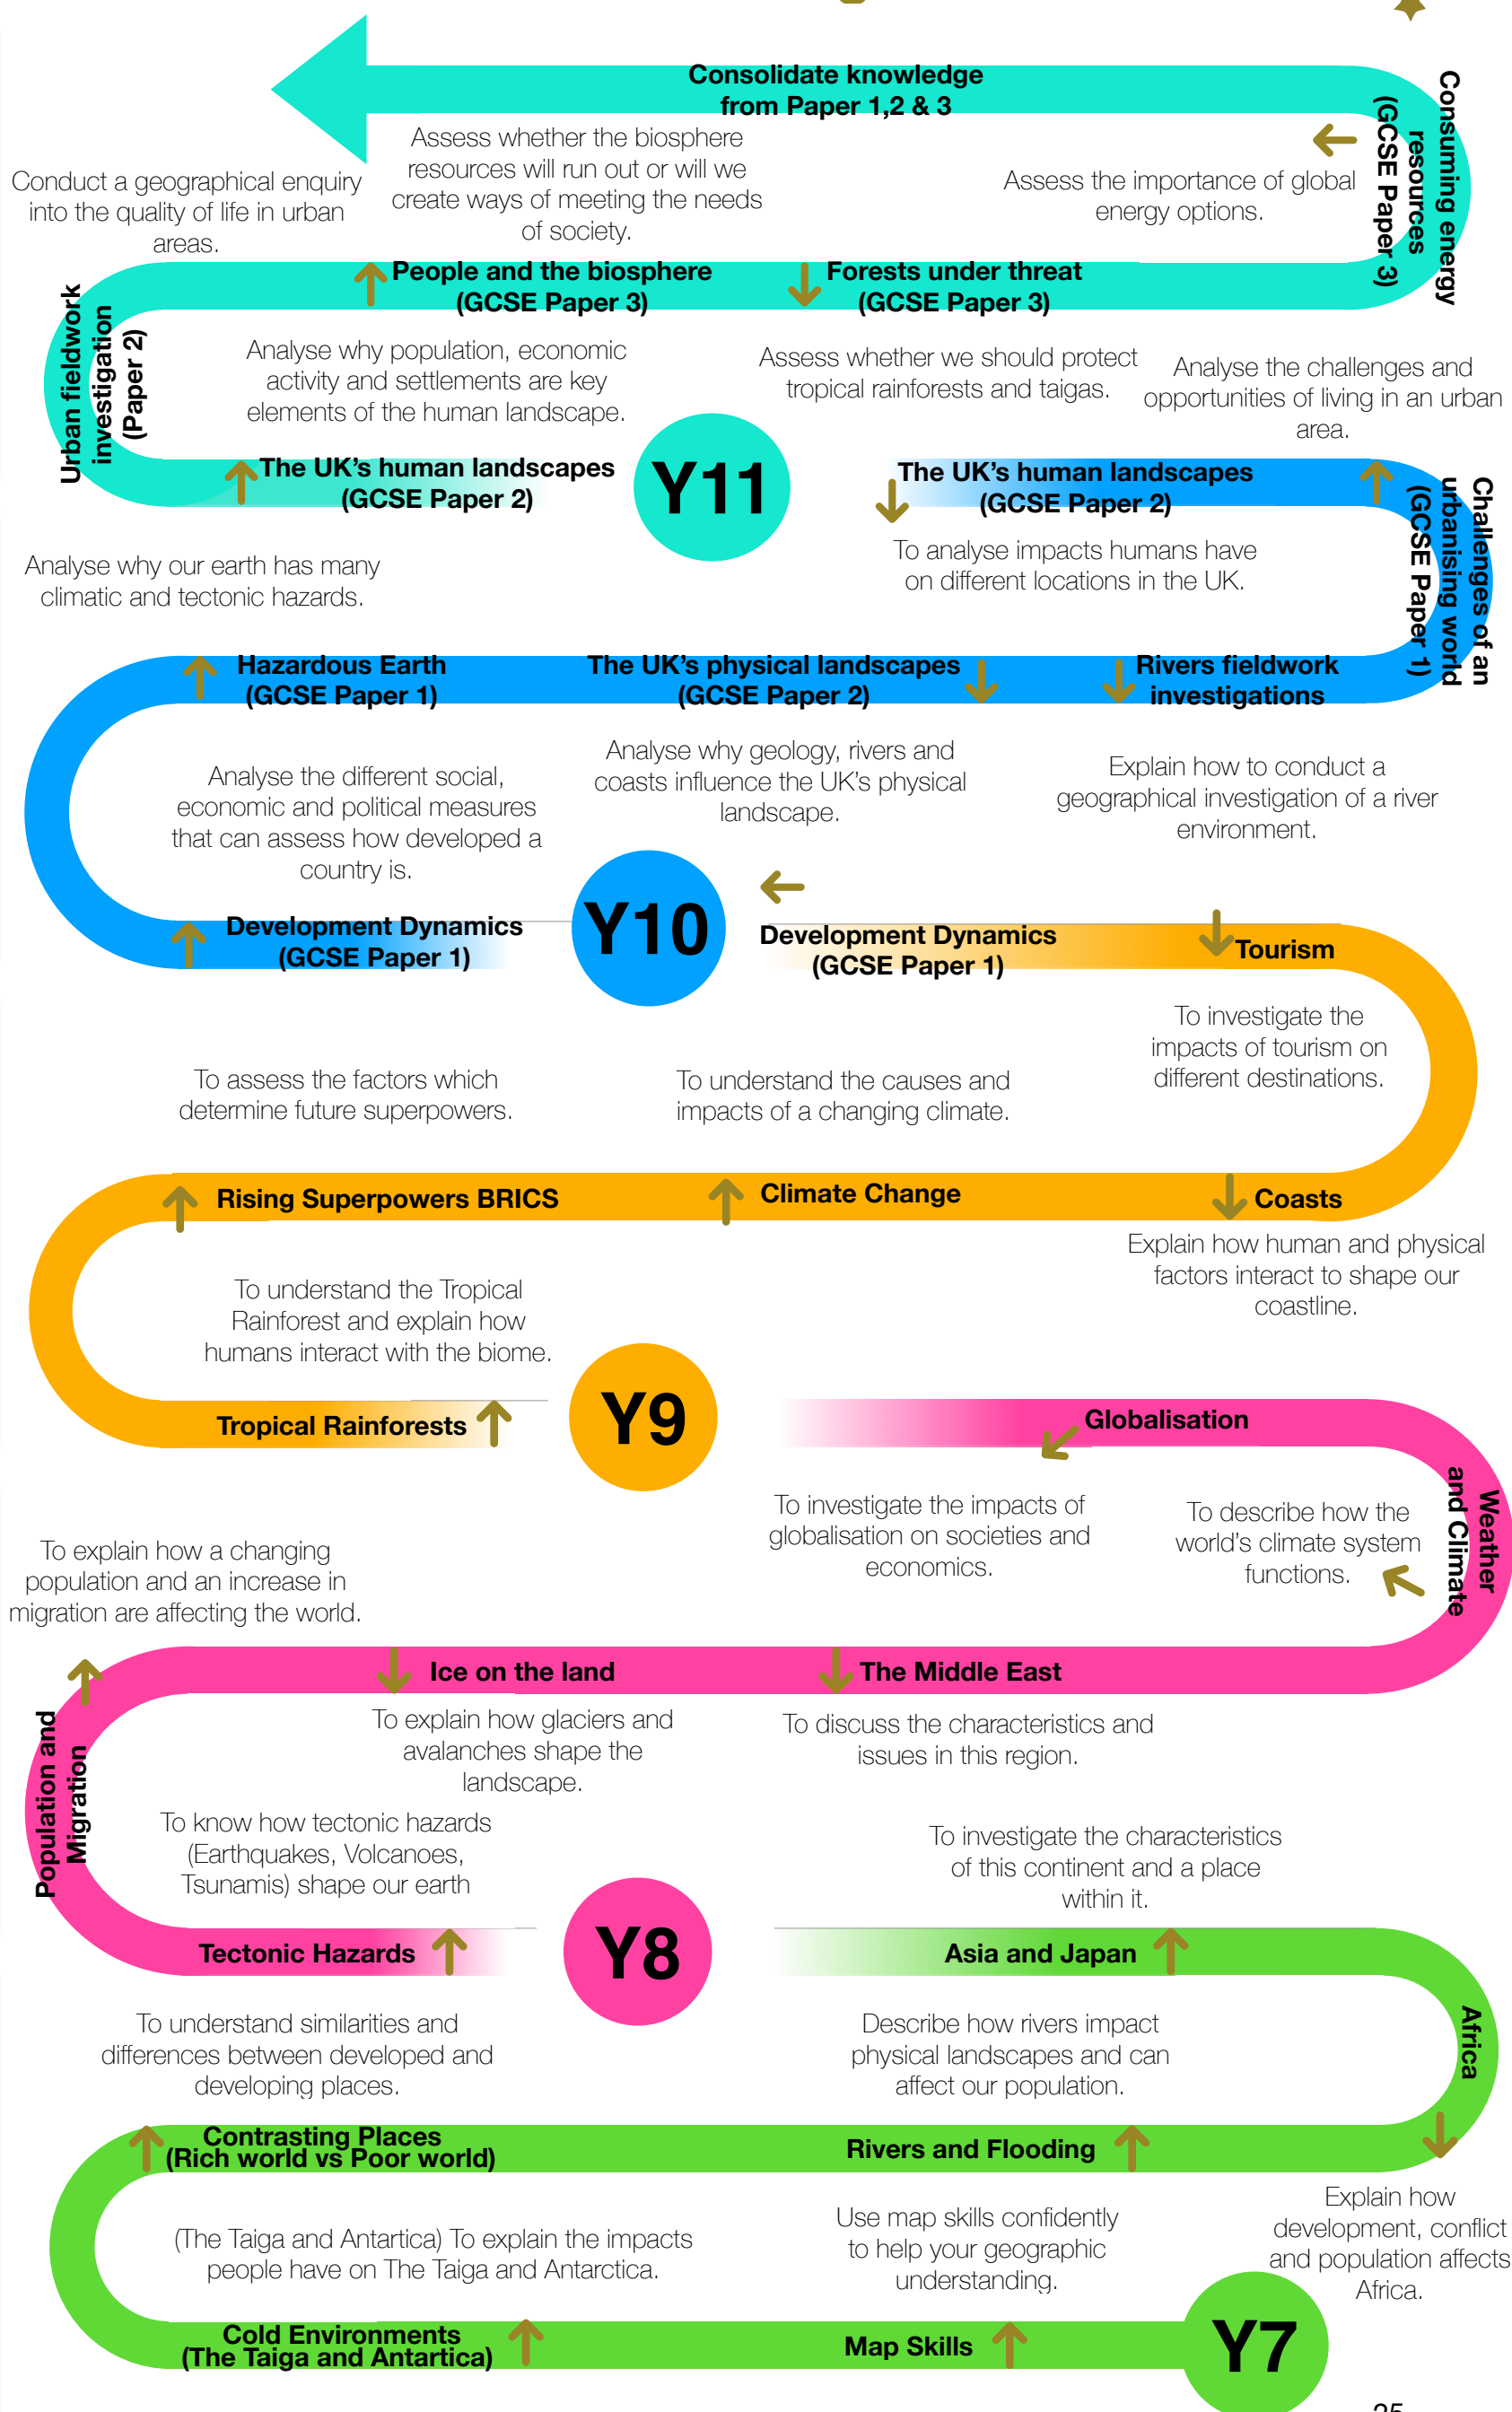 Consolidate knowledge
from Paper 1,2 & 3
Consuming energy
resources
(GCSE Paper 3)
Assess whether the biosphere
resources will run out or will we
create ways of meeting the needs
of society.
Conduct a geographical enquiry
into the quality of life in urban
areas.
Assess the importance of global
energy options.
People and the biosphere
(GCSE Paper 3)
Forests under threat
(GCSE Paper 3)
Urban fieldwork
investigation
(Paper 2)
Analyse why population, economic
activity and settlements are key
elements of the human landscape.
Assess whether we should protect
tropical rainforests and taigas.
Analyse the challenges and
opportunities of living in an urban
area.
The UK's human landscapes
(GCSE Paper 2)
Y11
The UK's human landscapes
(GCSE Paper 2)
Challenges of an
urbanising world
(GCSE Paper 1)
Analyse why our earth has many
climatic and tectonic hazards.
To analyse impacts humans have
on different locations in the UK.
Hazardous Earth
(GCSE Paper 1)
The UK's physical landscapes
(GCSE Paper 2)
Rivers fieldwork
investigations
Analyse the different social,
economic and political measures
that can assess how developed a
country is.
Analyse why geology, rivers and
coasts influence the UK's physical
landscape.
Explain how to conduct a
geographical investigation of a river
environment.
Development Dynamics
(GCSE Paper 1)
Y10
Development Dynamics
(GCSE Paper 1)
Tourism
To investigate the
impacts of tourism on
different destinations.
To assess the factors which
determine future superpowers.
To understand the causes and
impacts of a changing climate.
Rising Superpowers BRICS
Climate Change
Coasts
Explain how human and physical
factors interact to shape our
coastline.
To understand the Tropical
Rainforest and explain how
humans interact with the biome.
Tropical Rainforests
Y9
Globalisation
Weather
and Climate
To investigate the impacts of
globalisation on societies and
economics.
To describe how the
world's climate system
functions.
To explain how a changing
population and an increase in
migration are affecting the world.
Ice on the land
The Middle East
Population and
Migration
To explain how glaciers and
avalanches shape the
landscape.
To discuss the characteristics and
issues in this region.
To know how tectonic hazards
(Earthquakes, Volcanoes,
Tsunamis) shape our earth
To investigate the characteristics
of this continent and a place
within it.
Tectonic Hazards
Y8
Asia and Japan
Africa
To understand similarities and
differences between developed and
developing places.
Describe how rivers impact
physical landscapes and can
affect our population.
Contrasting Places
(Rich world vs Poor world)
Rivers and Flooding
Explain how
development, conflict
and population affects
Africa.
(The Taiga and Antartica) To explain the impacts
people have on The Taiga and Antarctica.
Use map skills confidently
to help your geographic
understanding.
Cold Environments
(The Taiga and Antartica)
Map Skills
Y7